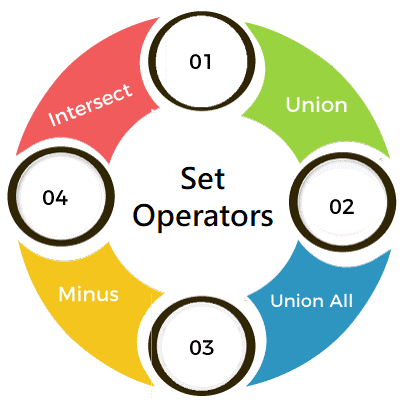 01
Union
02
Union All
03
Minus
04
Intersect
Set
Operators